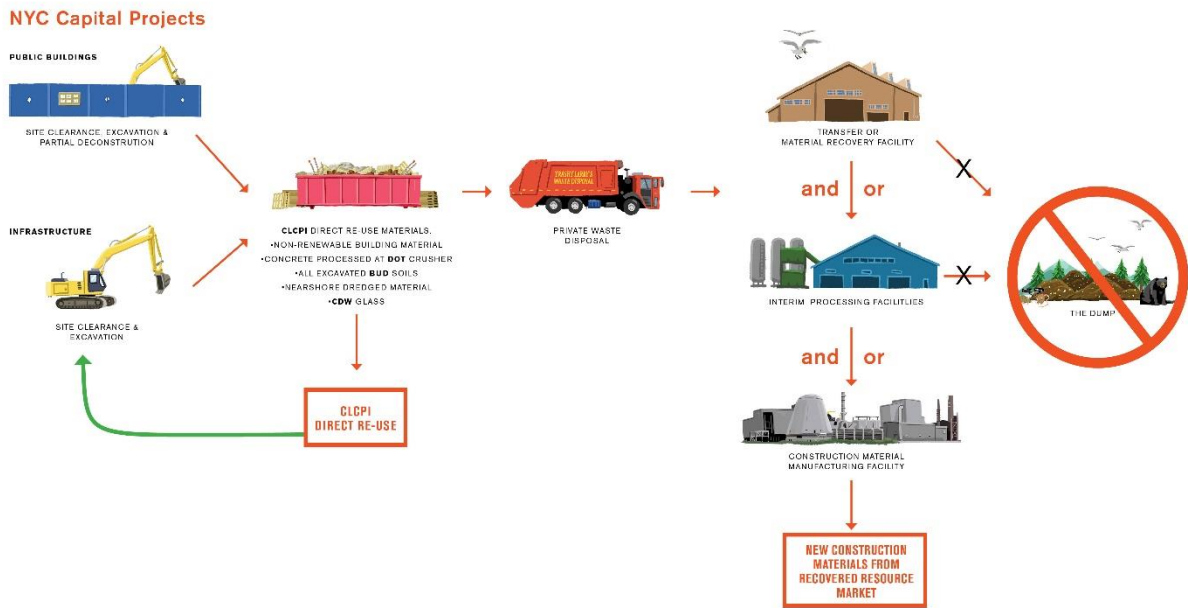 NYC Capital Projects
PUBLIC BUILDINGS
SITE CLEARANCE, EXCAVATION &
PARTIAL DECONSTRUTION
INFRASTRUCTURE
SITE CLEARANCE &
EXCAVATION
CLCPI DIRECT RE-USE MATERIALS.
•NON-RENEWABLE BUILDING MATERIAL
•CONCRETE PROCESSED AT DOT CRUSHER
•ALL EXCAVATED BUD SOILS
•NEARSHORE DREDGED MATERIAL
•CDW GLASS
CLCPI
DIRECT RE-USE
WASTE DISPOSAL
PRIVATE WASTE
DISPOSAL
TRANSFER OR
MATERIAL RECOVERY FACILITY
X
and or
INTERIM PROCESSING FACILITLIES
X
THE DUMP
and or
CONSTRUCTION MATERIAL
MANUFACTURING FACILITY
NEW CONSTRUCTION
MATERIALS FROM
RECOVERED RESOURCE
MARKET